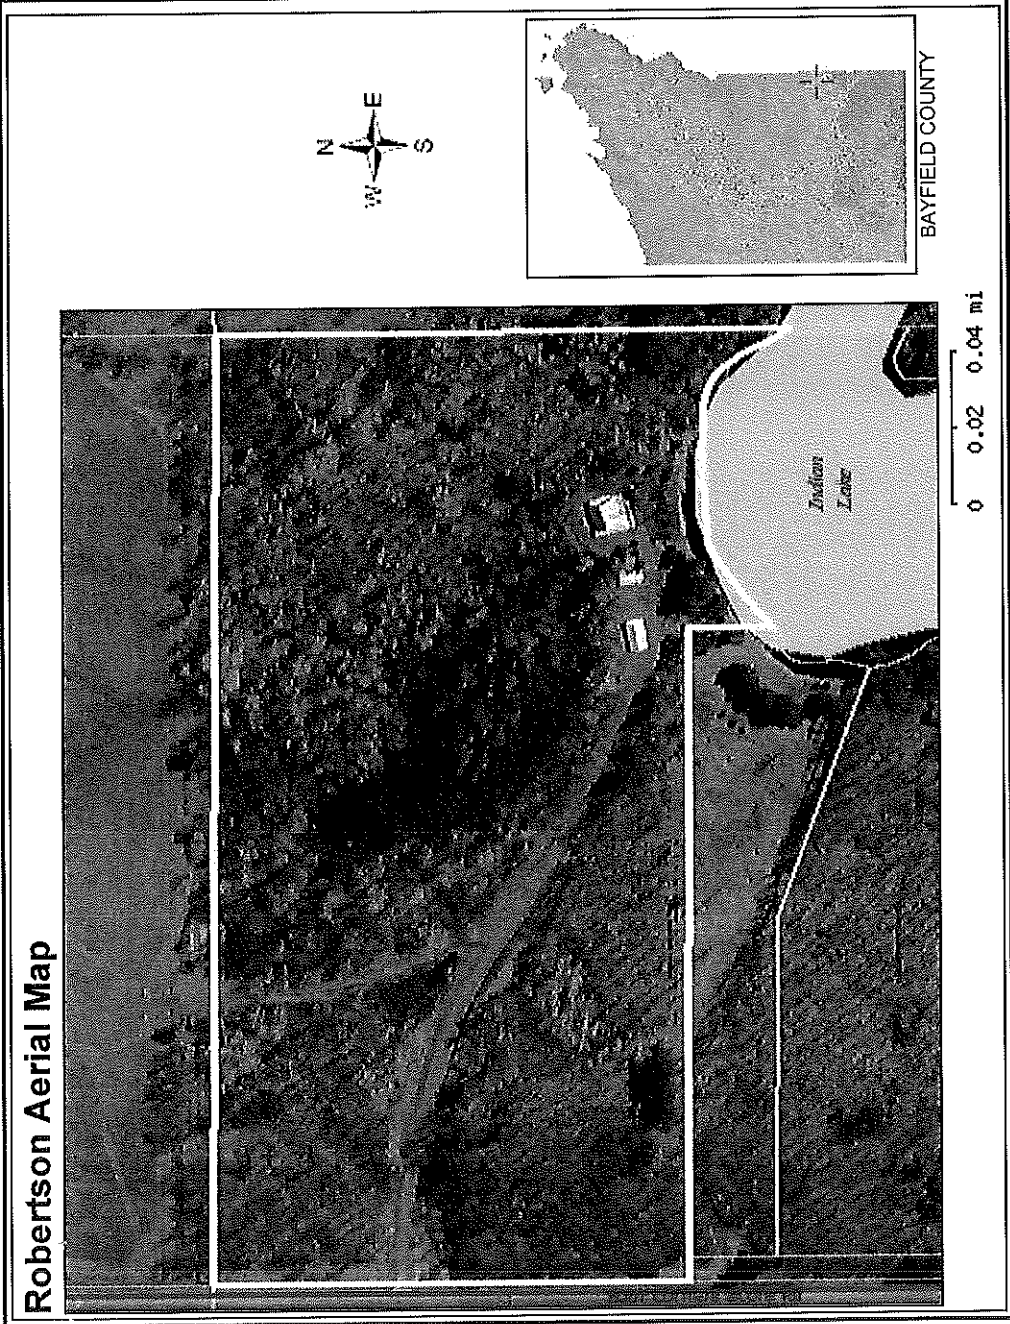 Robertson Aerial Map
N
W
E
S
BAYFIELD COUNTY
Indian
Lake
0 0.02 0.04 mi